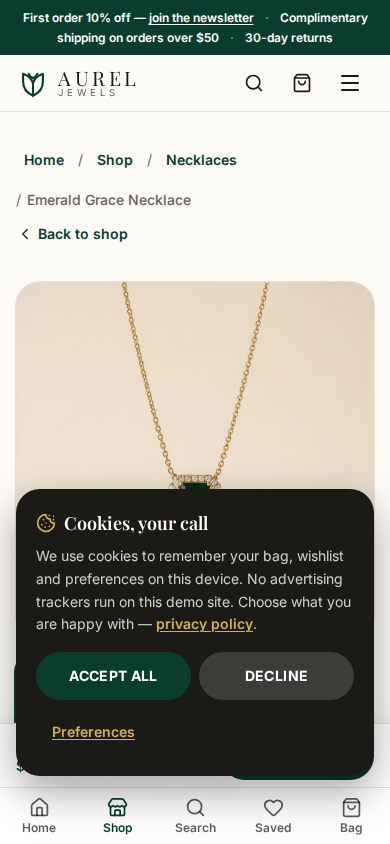 First order 10% off — join the newsletter · Complimentary
shipping on orders over $50 · 30-day returns
AUREL
JEWELS
Home / Shop / Necklaces
/ Emerald Grace Necklace
Back to shop
Cookies, your call
We use cookies to remember your bag, wishlist
and preferences on this device. No advertising
trackers run on this demo site. Choose what you
are happy with — privacy policy.
ACCEPT ALL DECLINE
Preferences
Home Shop Search Saved Bag